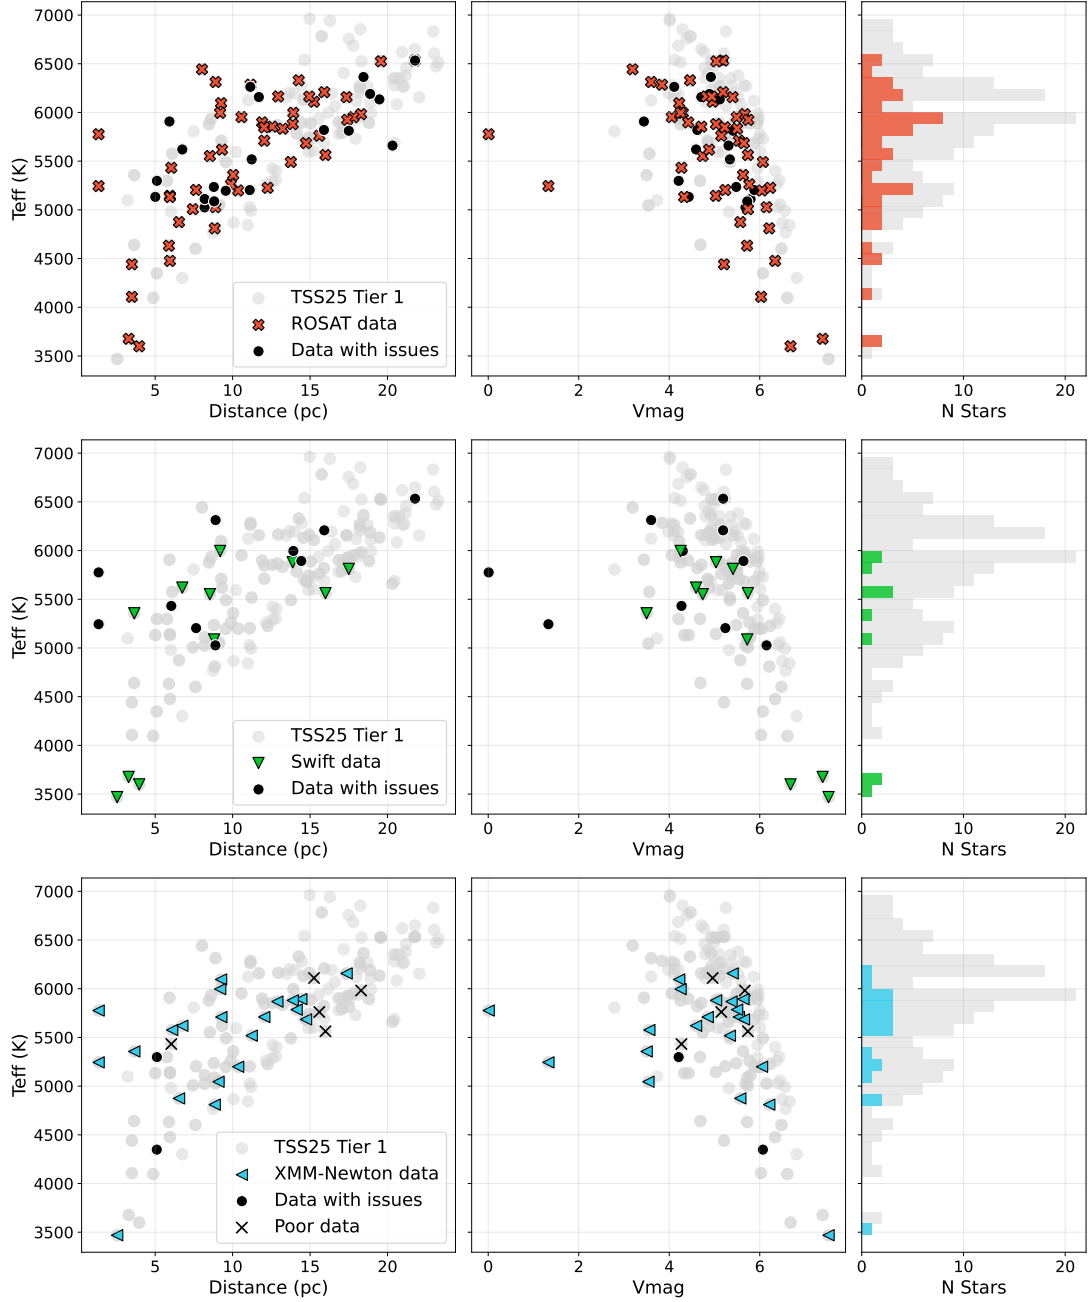 7000
6500
6000
5500
5000
4500
4000
3500
Teff (K)
TSS25 Tier 1
ROSAT data
Data with issues
5 10 15 20
Distance (pc)
0 2 4 6
Vmag
0 10 20
N Stars
7000
6500
6000
5500
5000
4500
4000
3500
Teff (K)
TSS25 Tier 1
Swift data
Data with issues
5 10 15 20
Distance (pc)
0 2 4 6
Vmag
0 10 20
N Stars
7000
6500
6000
5500
5000
4500
4000
3500
Teff (K)
TSS25 Tier 1
XMM-Newton data
Data with issues
Poor data
5 10 15 20
Distance (pc)
0 2 4 6
Vmag
0 10 20
N Stars